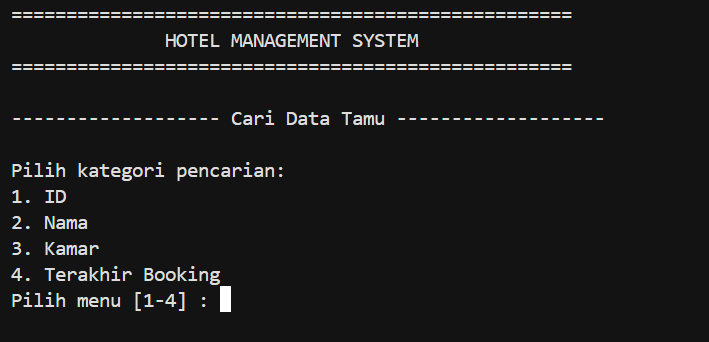 ===================================================
HOTEL MANAGEMENT SYSTEM
===================================================
------------------- Cari Data Tamu -------------------
Pilih kategori pencarian:
1. ID
2. Nama
3. Kamar
4. Terakhir Booking
Pilih menu [1-4] :